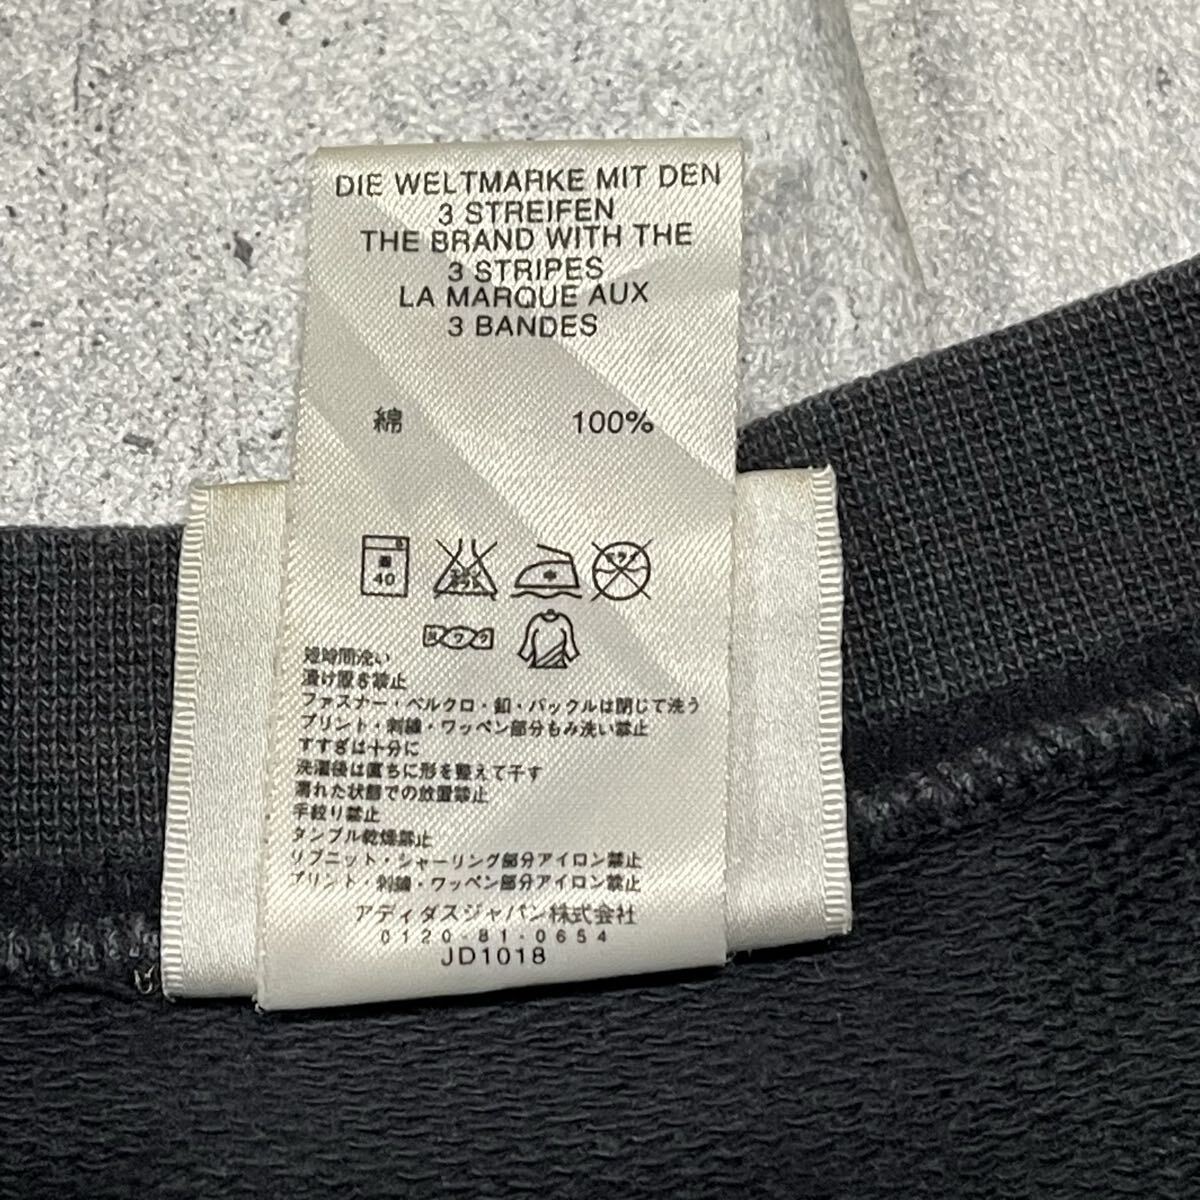 DIE WELTMARKE MIT DEN
3 STREIFEN
THE BRAND WITH THE
3 STRIPES
LA MARQUE AUX
3 BANDES
綿 100%
40 中
短時間洗い
漬け置き禁止
ファスナー・ベルクロ・釦・バックルは閉じて洗う
プリント・刺繍・ワッペン部分もみ洗い禁止
すすぎは十分に
洗濯後は直ちに形を整えて干す
濡れた状態での放置禁止
手絞り禁止
タンブル乾燥禁止
リブニット・シャーリング部分アイロン禁止
プリント・刺繍・ワッペン部分アイロン禁止
アディダスジャパン株式会社
0120-81-0654
JD1018